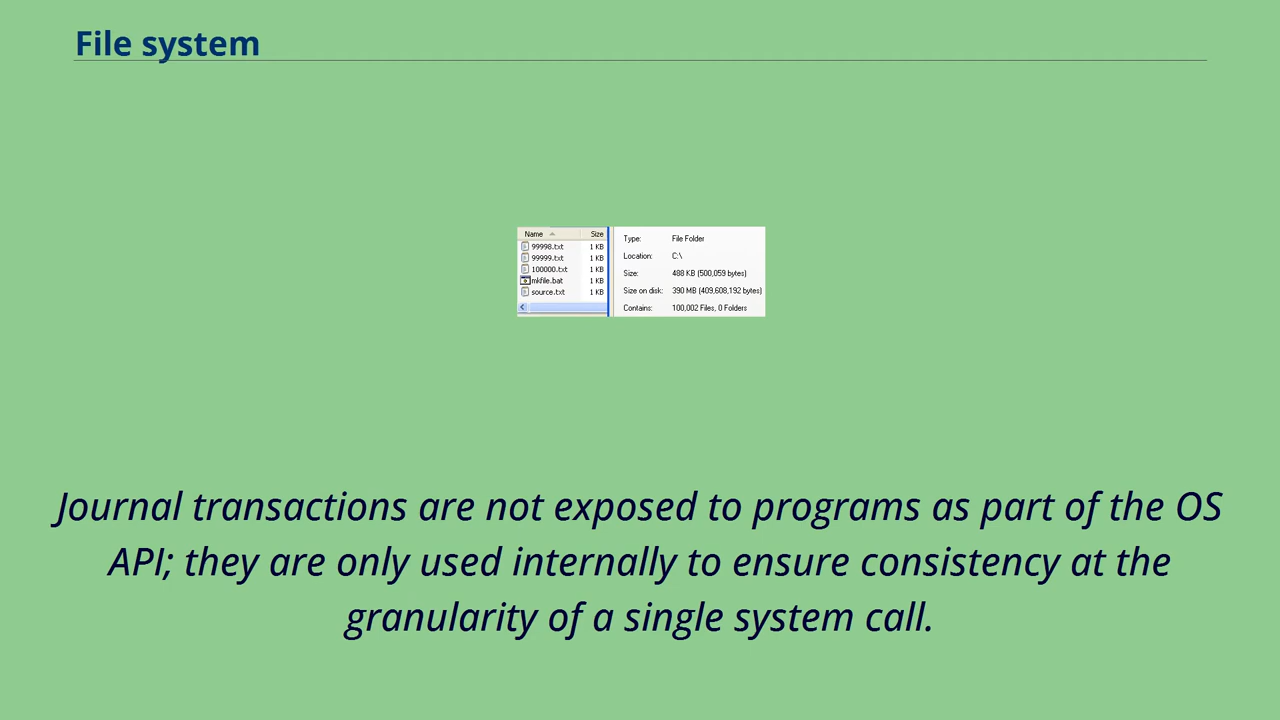 File system
Name Size
99998.txt 1 KB
99999.txt 1 KB
100000.txt 1 KB
mkfile.bat 1 KB
source.txt 1 KB
Type: File Folder
Location: C:\
Size: 488 KB (500,059 bytes)
Size on disk: 390 MB (409,608,192 bytes)
Contains: 100,002 Files, 0 Folders
Journal transactions are not exposed to programs as part of the OS
API; they are only used internally to ensure consistency at the
granularity of a single system call.